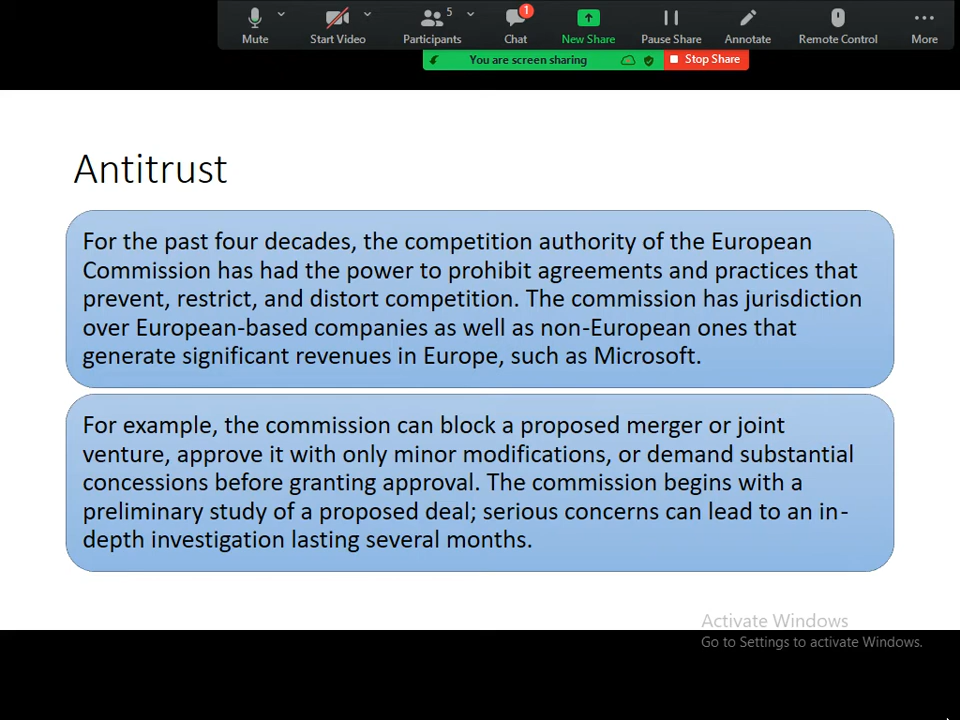 5
1
Mute
Start Video
Participants
Chat
New Share
Pause Share
Annotate
Remote Control
More
You are screen sharing
Stop Share
Antitrust
For the past four decades, the competition authority of the European
Commission has had the power to prohibit agreements and practices that
prevent, restrict, and distort competition. The commission has jurisdiction
over European-based companies as well as non-European ones that
generate significant revenues in Europe, such as Microsoft.
For example, the commission can block a proposed merger or joint
venture, approve it with only minor modifications, or demand substantial
concessions before granting approval. The commission begins with a
preliminary study of a proposed deal; serious concerns can lead to an in-
depth investigation lasting several months.
Activate Windows
Go to Settings to activate Windows.